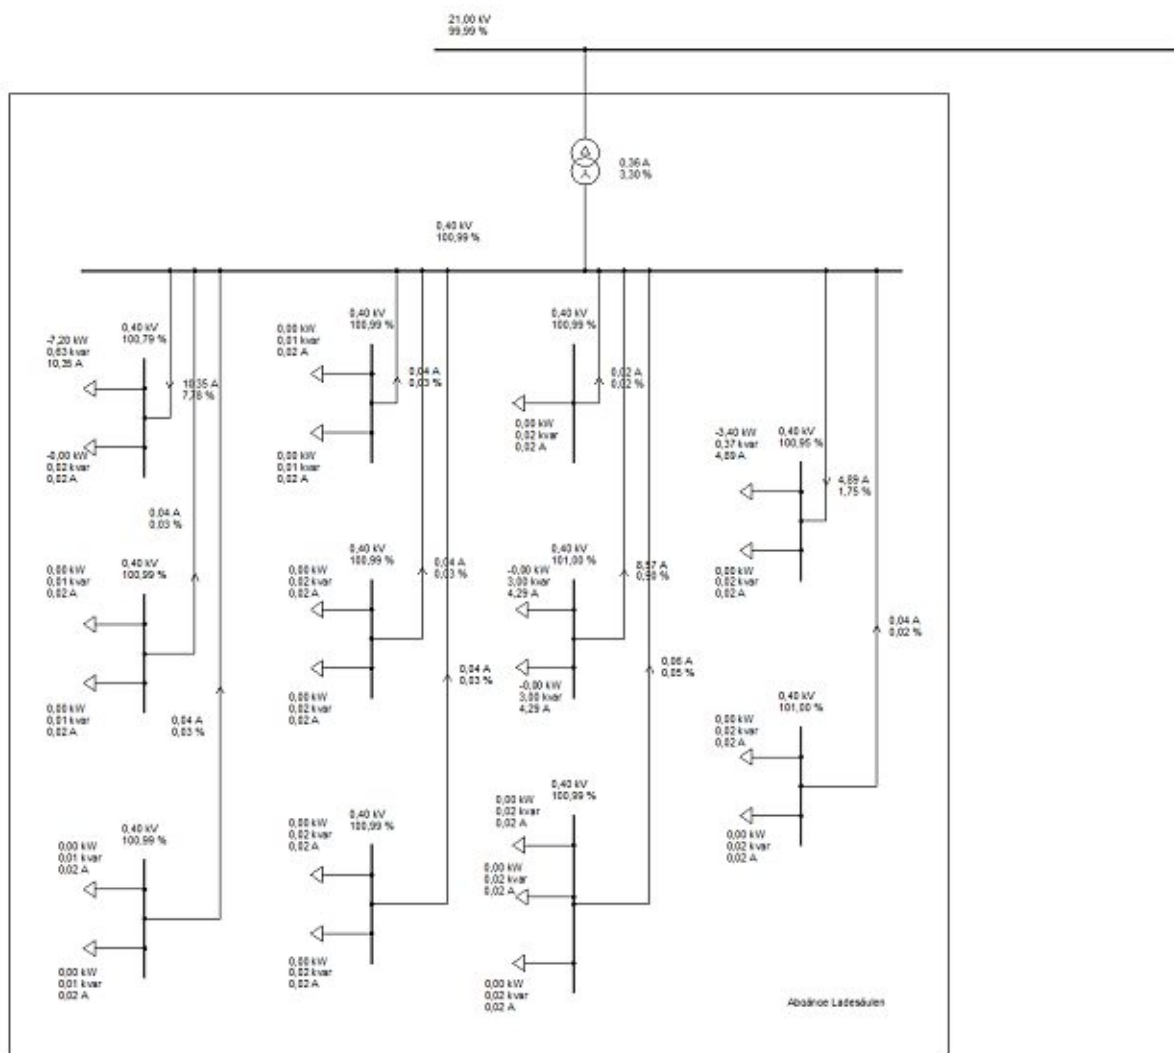 21,00 kV
99,99 %
0,36 A
3,30 %
0,40 kV
100,99 %
-7,20 kW
0,63 kvar
10,35 A
0,40 kV
100,79 %
10,35 A
7,78 %
-0,00 kW
0,02 kvar
0,02 A
0,00 kW
0,01 kvar
0,02 A
0,40 kV
100,99 %
0,04 A
0,03 %
0,00 kW
0,01 kvar
0,02 A
0,40 kV
100,99 %
0,02 A
0,02 %
0,00 kW
0,02 kvar
0,02 A
-3,40 kW
0,37 kvar
4,89 A
0,40 kV
100,95 %
4,89 A
1,75 %
0,00 kW
0,02 kvar
0,02 A
0,04 A
0,03 %
0,00 kW
0,01 kvar
0,02 A
0,40 kV
100,99 %
0,00 kW
0,01 kvar
0,02 A
0,00 kW
0,02 kvar
0,02 A
0,40 kV
100,99 %
0,04 A
0,03 %
0,00 kW
0,02 kvar
0,02 A
0,40 kV
101,00 %
-0,00 kW
3,00 kvar
4,29 A
8,57 A
0,90 %
-0,00 kW
3,00 kvar
4,29 A
0,04 A
0,02 %
0,04 A
0,03 %
0,04 A
0,03 %
0,06 A
0,05 %
0,40 kV
101,00 %
0,00 kW
0,02 kvar
0,02 A
0,00 kW
0,02 kvar
0,02 A
0,40 kV
100,99 %
0,00 kW
0,01 kvar
0,02 A
0,00 kW
0,01 kvar
0,02 A
0,40 kV
100,99 %
0,00 kW
0,02 kvar
0,02 A
0,00 kW
0,02 kvar
0,02 A
0,40 kV
100,99 %
0,00 kW
0,02 kvar
0,02 A
0,00 kW
0,02 kvar
0,02 A
0,00 kW
0,02 kvar
0,02 A
Abgänge Ladesäulen